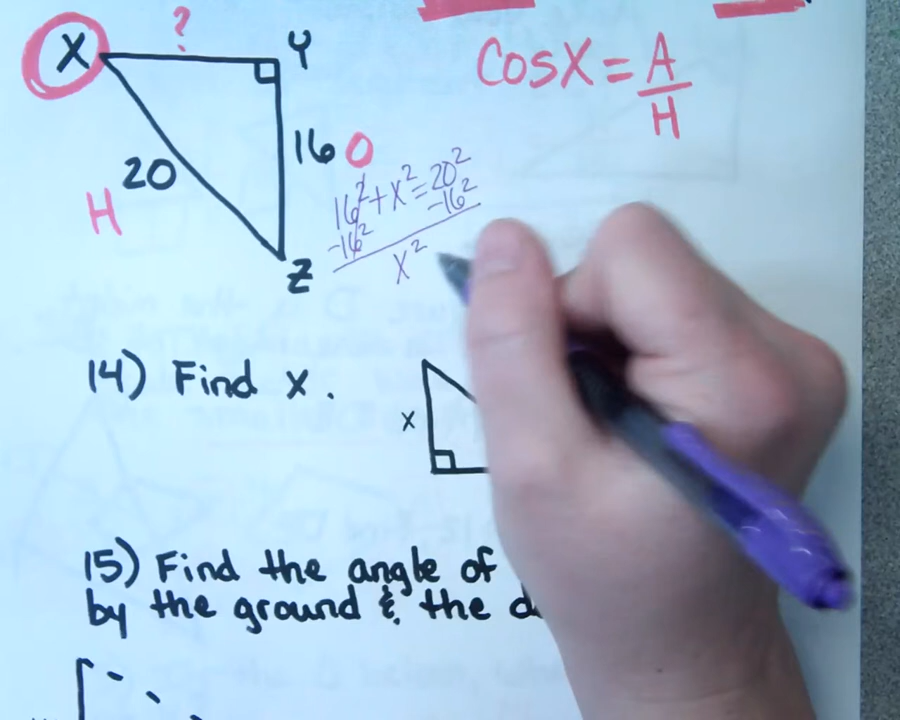 ?
X
Y
CosX = A/H
16 O
20
H
16² + x² = 20²
-16² -16²
x²
Z
14) Find x.
x
15) Find the angle of
by the ground & the d